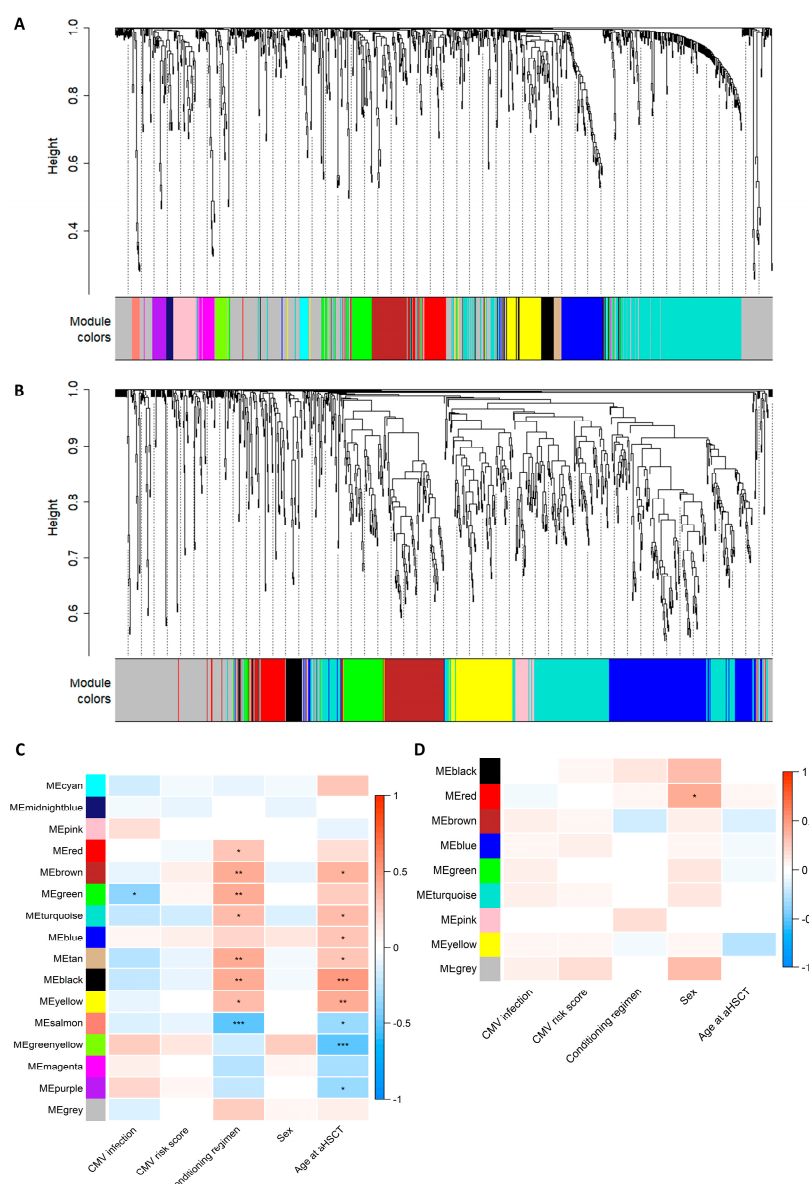 A
Height
1.0
0.8
0.6
0.4
Module
colors
B
Height
1.0
0.9
0.8
0.7
0.6
Module
colors
C
MEcyan
MEmidnightblue
MEpink
MEred *
MEbrown ** *
MEgreen * **
MEturquoise * *
MEblue *
MEtan ** *
MEblack ** ***
MEyellow * **
MEsalmon *** *
MEgreenyellow ***
MEmagenta
MEpurple *
MEgrey
CMV infection
CMV risk score
Conditioning regimen
Sex
Age at aHSCT
1
0.5
0
-0.5
-1
D
MEblack
MEred *
MEbrown
MEblue
MEgreen
MEturquoise
MEpink
MEyellow
MEgrey
CMV infection
CMV risk score
Conditioning regimen
Sex
Age at aHSCT
1
0.
0
-0.
-1